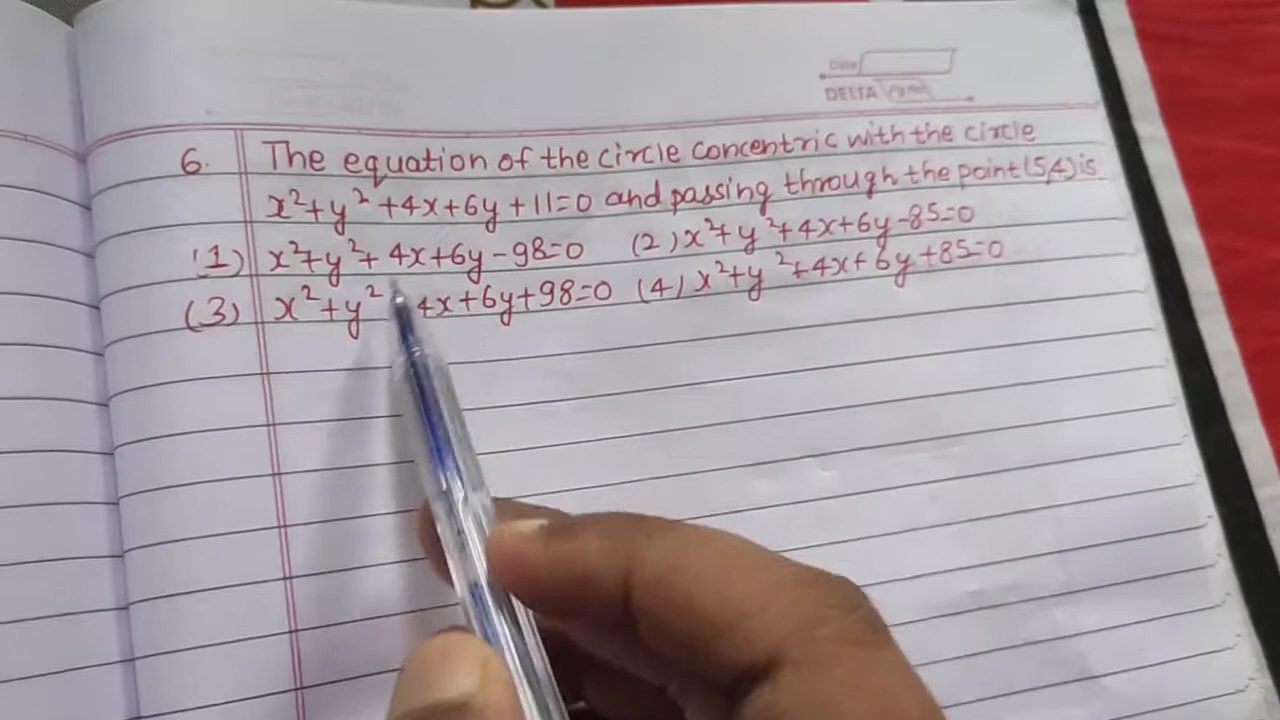 Date
DELTA Pg No.
6. The equation of the circle concentric with the circle
x²+y²+4x+6y+11=0 and passing through the point (5,4) is
(1) x²+y²+4x+6y-98=0 (2) x²+y²+4x+6y-85=0
(3) x²+y² 4x+6y+98=0 (4) x²+y²+4x+6y+85=0